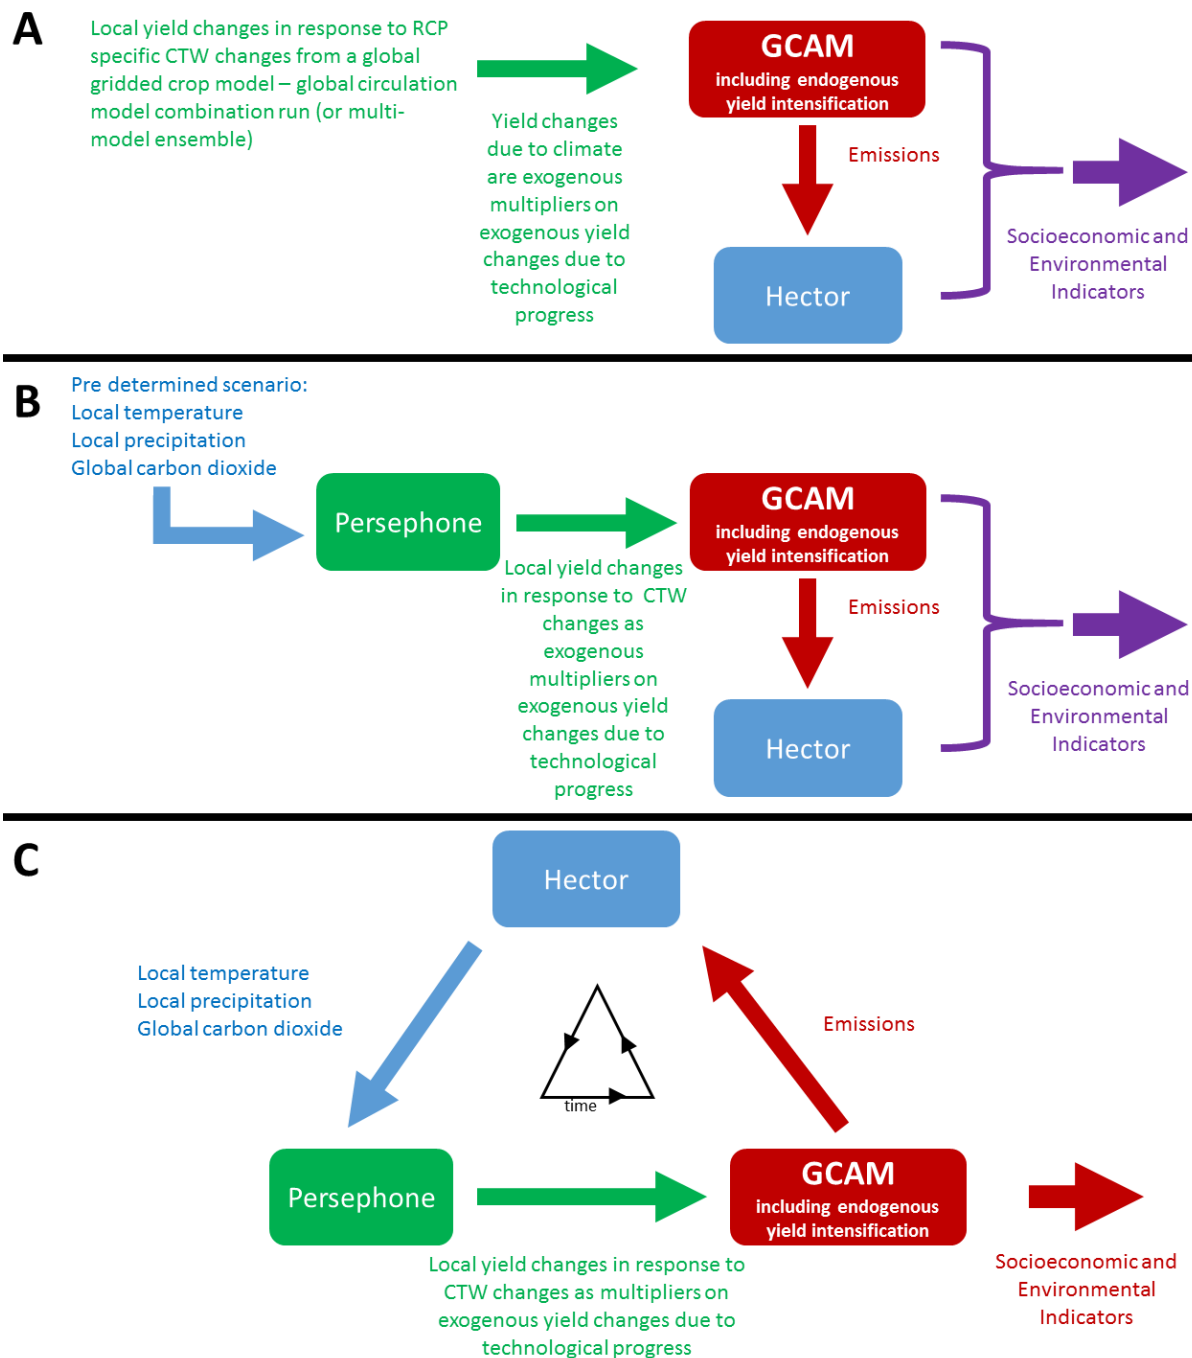 A
Local yield changes in response to RCP
specific CTW changes from a global
gridded crop model – global circulation
model combination run (or multi-
model ensemble)
Yield changes
due to climate
are exogenous
multipliers on
exogenous yield
changes due to
technological
progress
GCAM
including endogenous
yield intensification
Emissions
Hector
Socioeconomic and
Environmental
Indicators
B
Pre determined scenario:
Local temperature
Local precipitation
Global carbon dioxide
Persephone
Local yield changes
in response to CTW
changes as
exogenous
multipliers on
exogenous yield
changes due to
technological
progress
GCAM
including endogenous
yield intensification
Emissions
Hector
Socioeconomic and
Environmental
Indicators
C
Hector
Local temperature
Local precipitation
Global carbon dioxide
time
Emissions
Persephone
Local yield changes in response to
CTW changes as multipliers on
exogenous yield changes due to
technological progress
GCAM
including endogenous
yield intensification
Socioeconomic and
Environmental
Indicators